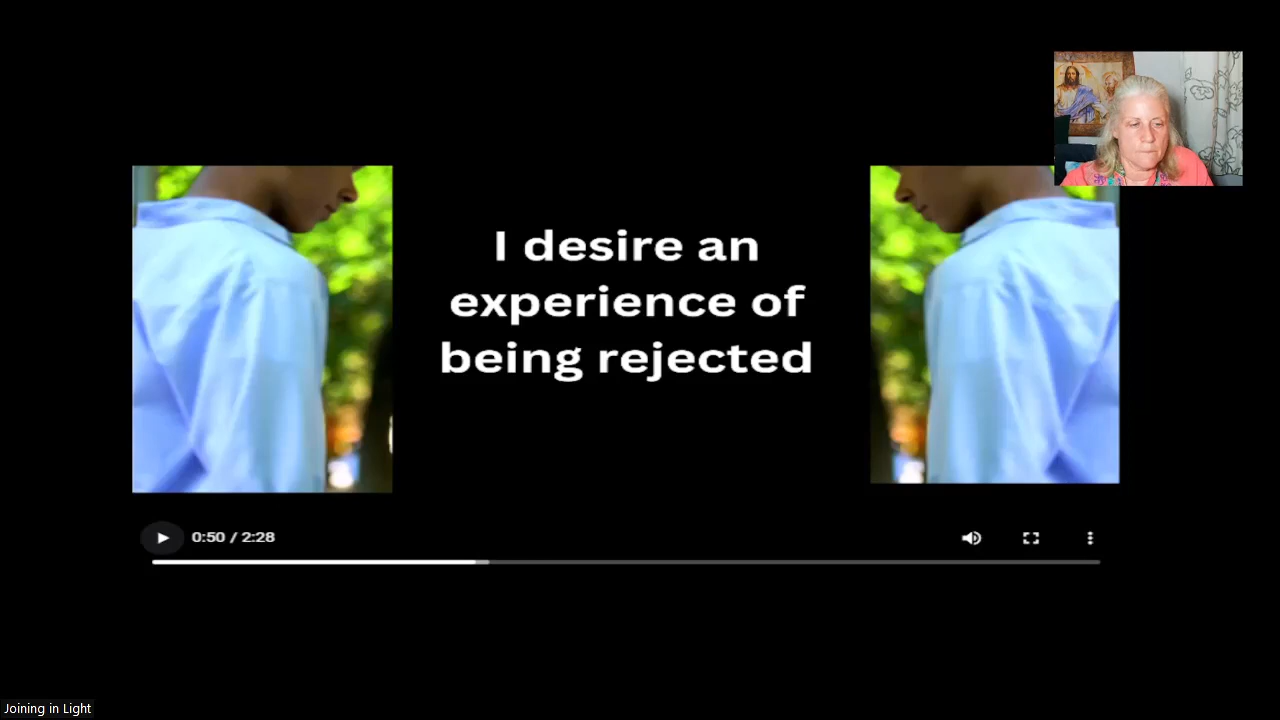 I desire an
experience of
being rejected
0:50 / 2:28
Joining in Light